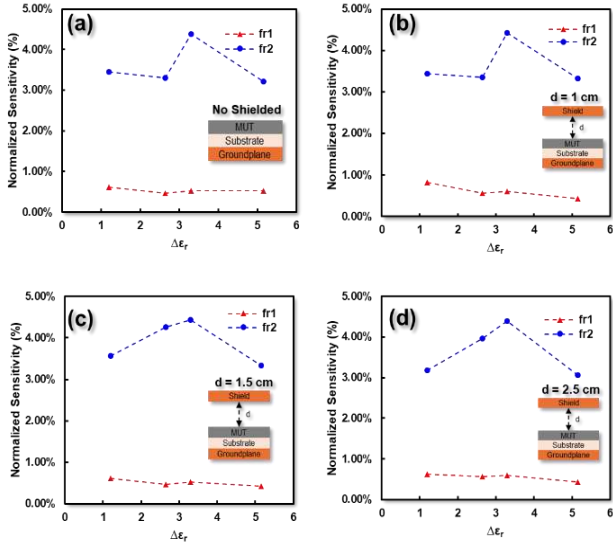 (a)
fr1
fr2
Normalized Sensitivity (%)
5.00%
4.00%
3.00%
2.00%
1.00%
0.00%
No Shielded
MUT
Substrate
Groundplane
0 1 2 3 4 5 6
Δεr
(b)
fr1
fr2
Normalized Sensitivity (%)
5.00%
4.00%
3.00%
2.00%
1.00%
0.00%
d = 1 cm
Shield
d
MUT
Substrate
Groundplane
0 1 2 3 4 5 6
Δεr
(c)
fr1
fr2
Normalized Sensitivity (%)
5.00%
4.00%
3.00%
2.00%
1.00%
0.00%
d = 1.5 cm
Shield
d
MUT
Substrate
Groundplane
0 1 2 3 4 5 6
Δεr
(d)
fr1
fr2
Normalized Sensitivity (%)
5.00%
4.00%
3.00%
2.00%
1.00%
0.00%
d = 2.5 cm
Shield
d
MUT
Substrate
Groundplane
0 1 2 3 4 5 6
Δεr